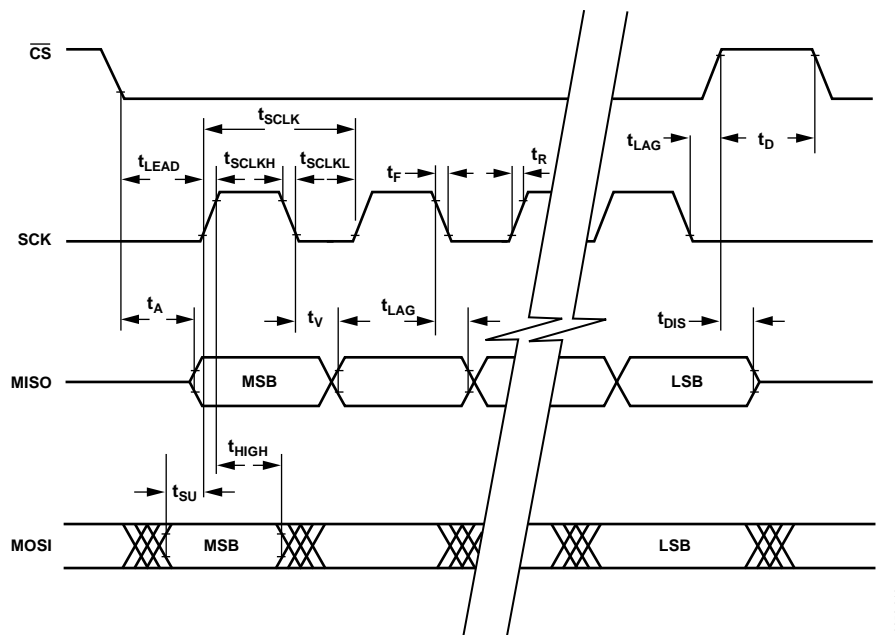 CS
tSCLK
tLEAD
tSCLKH
tSCLKL
tF
tR
tLAG
tD
SCK
tA
tV
tLAG
tDIS
MISO
MSB
LSB
tHIGH
tSU
MOSI
MSB
LSB